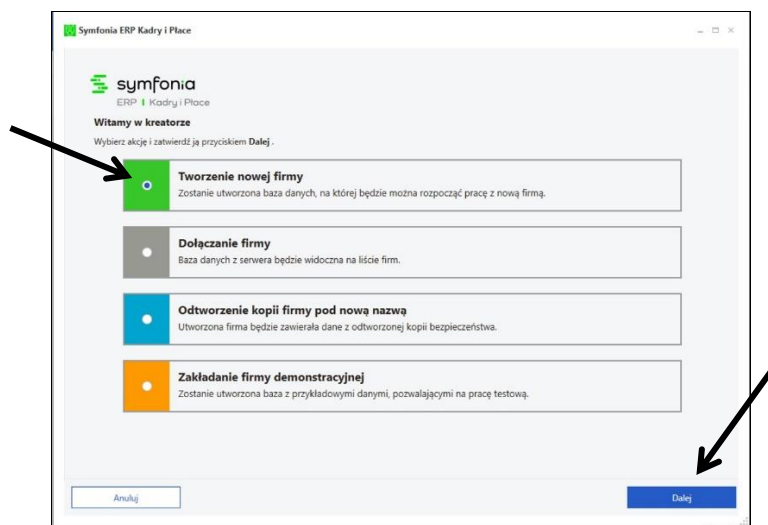 Symfonia ERP Kadry i Płace
symfonia
ERP | Kadry i Płace
Witamy w kreatorze
Wybierz akcję i zatwierdź ją przyciskiem Dalej .
Tworzenie nowej firmy
Zostanie utworzona baza danych, na której będzie można rozpocząć pracę z nową firmą.
Dołączanie firmy
Baza danych z serwera będzie widoczna na liście firm.
Odtworzenie kopii firmy pod nową nazwą
Utworzona firma będzie zawierała dane z odtworzonej kopii bezpieczeństwa.
Zakładanie firmy demonstracyjnej
Zostanie utworzona baza z przykładowymi danymi, pozwalającymi na pracę testową.
Anuluj
Dalej